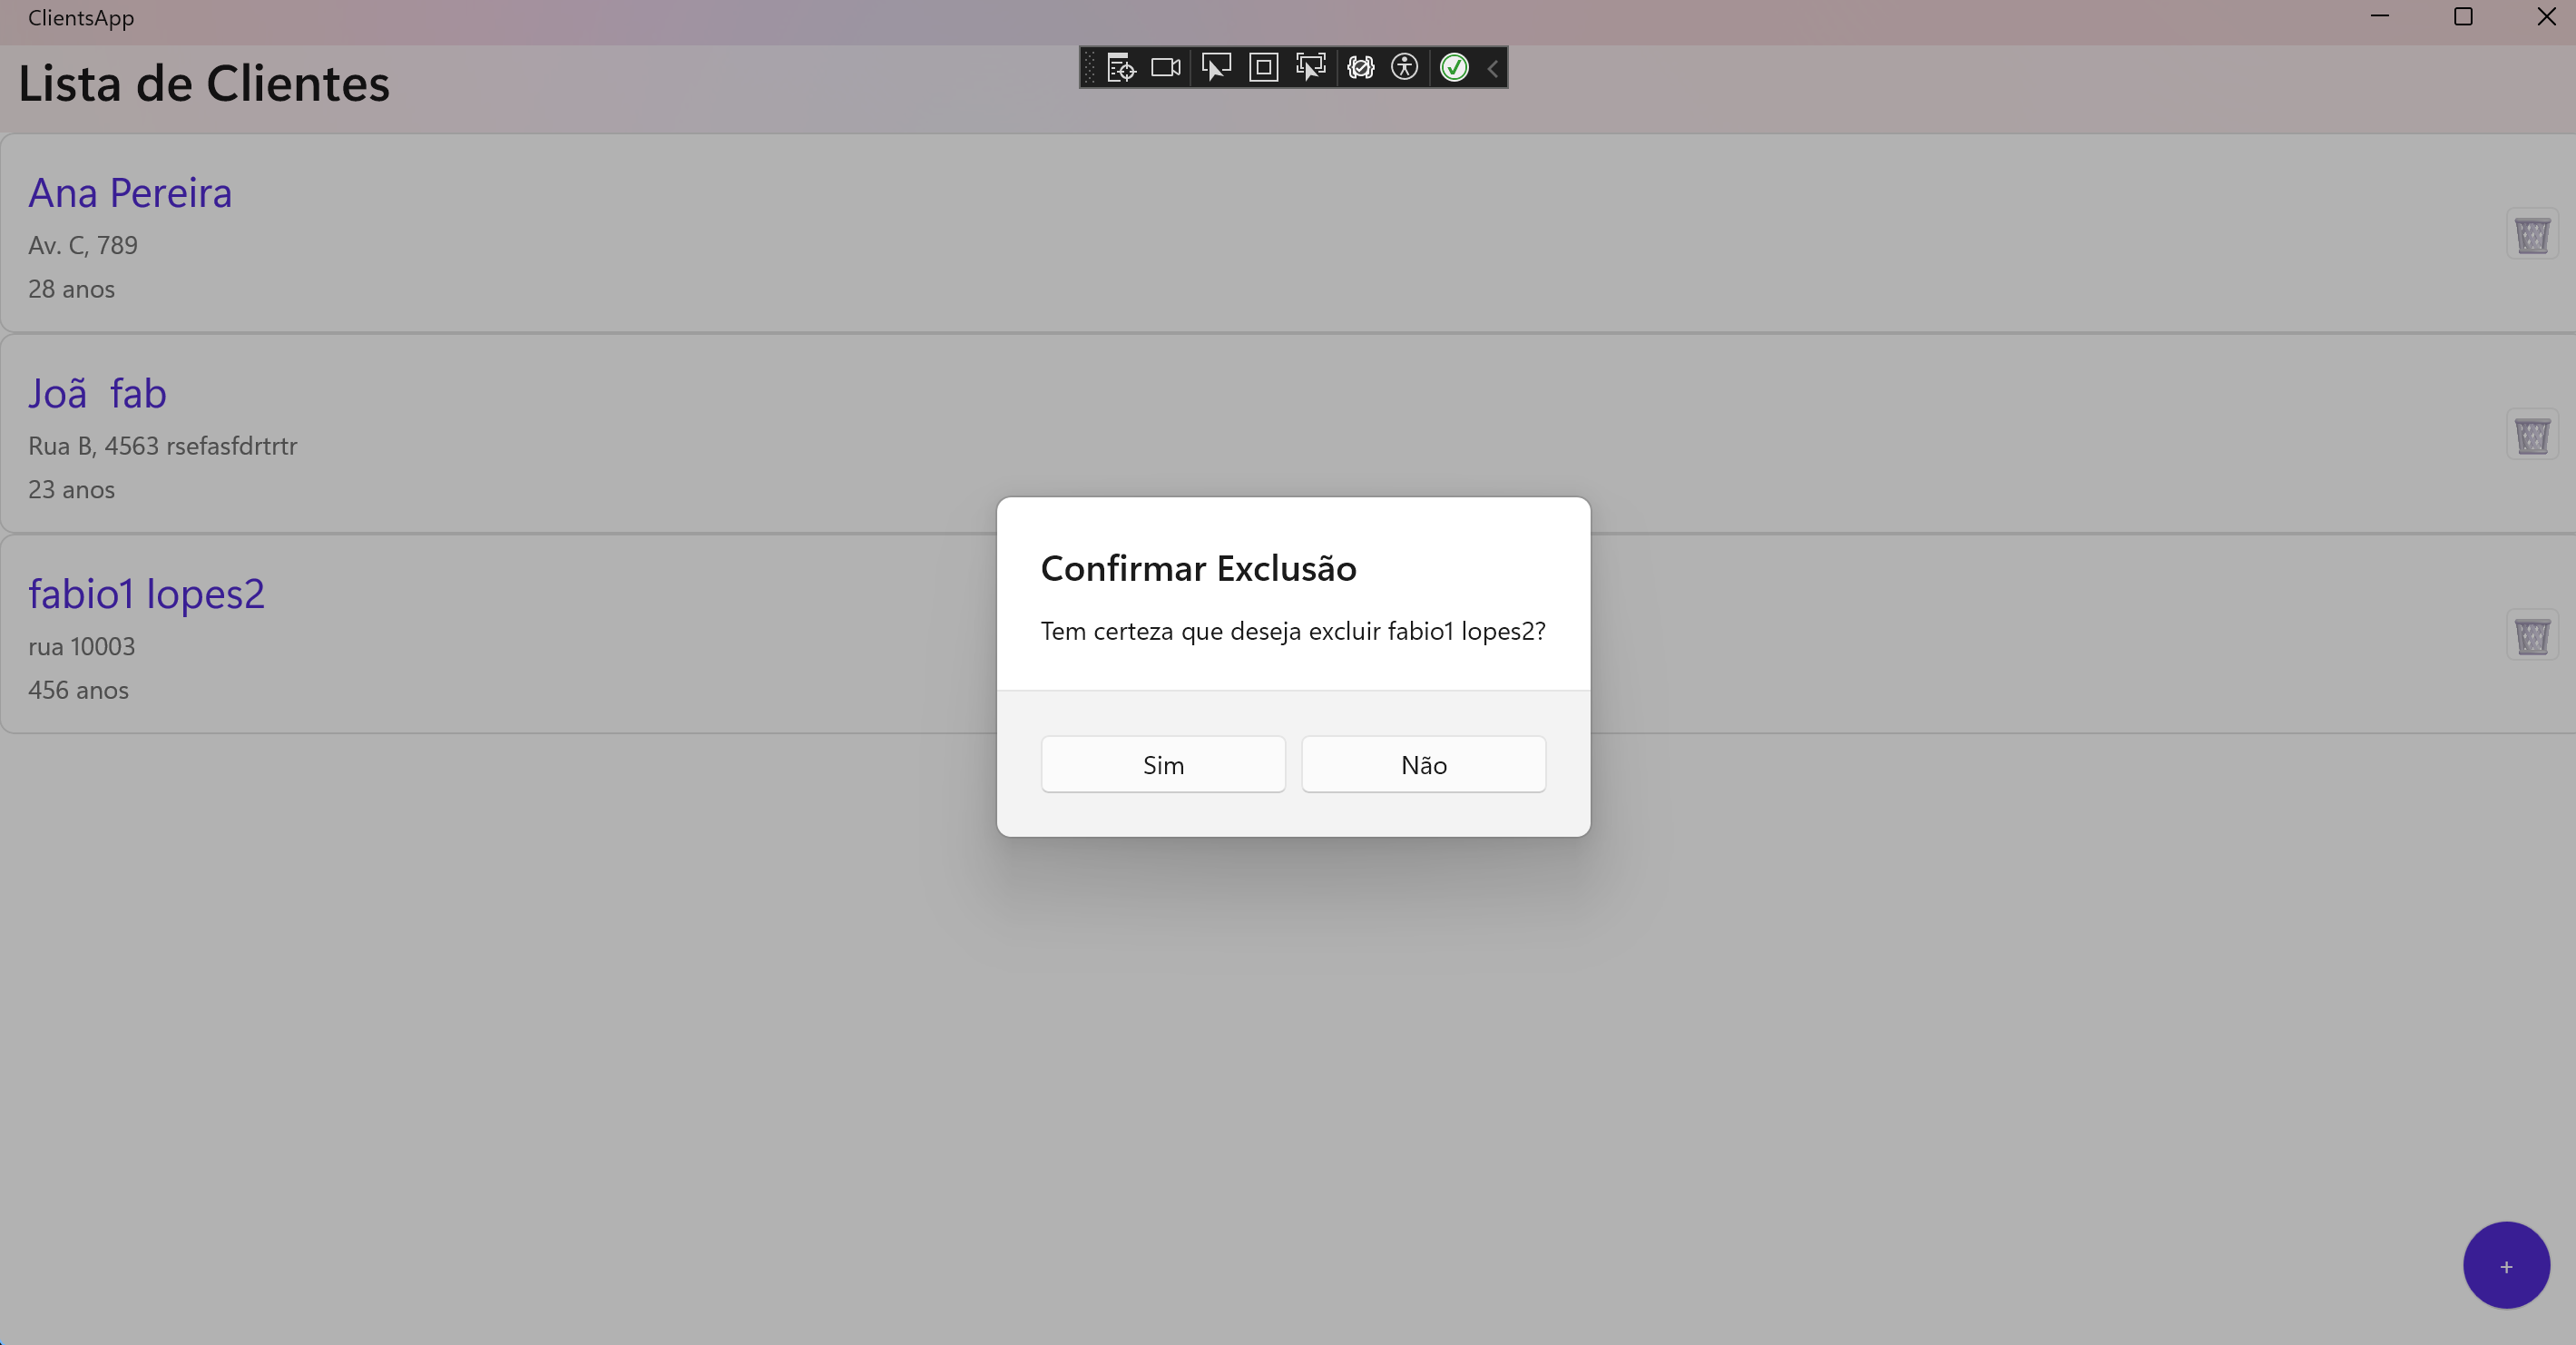 ClientsApp
Lista de Clientes
Ana Pereira
Av. C, 789
28 anos
Joã  fab
Rua B, 4563 rsefasfdrtrtr
23 anos
fabio1 lopes2
rua 10003
456 anos
Confirmar Exclusão
Tem certeza que deseja excluir fabio1 lopes2?
Sim
Não
+